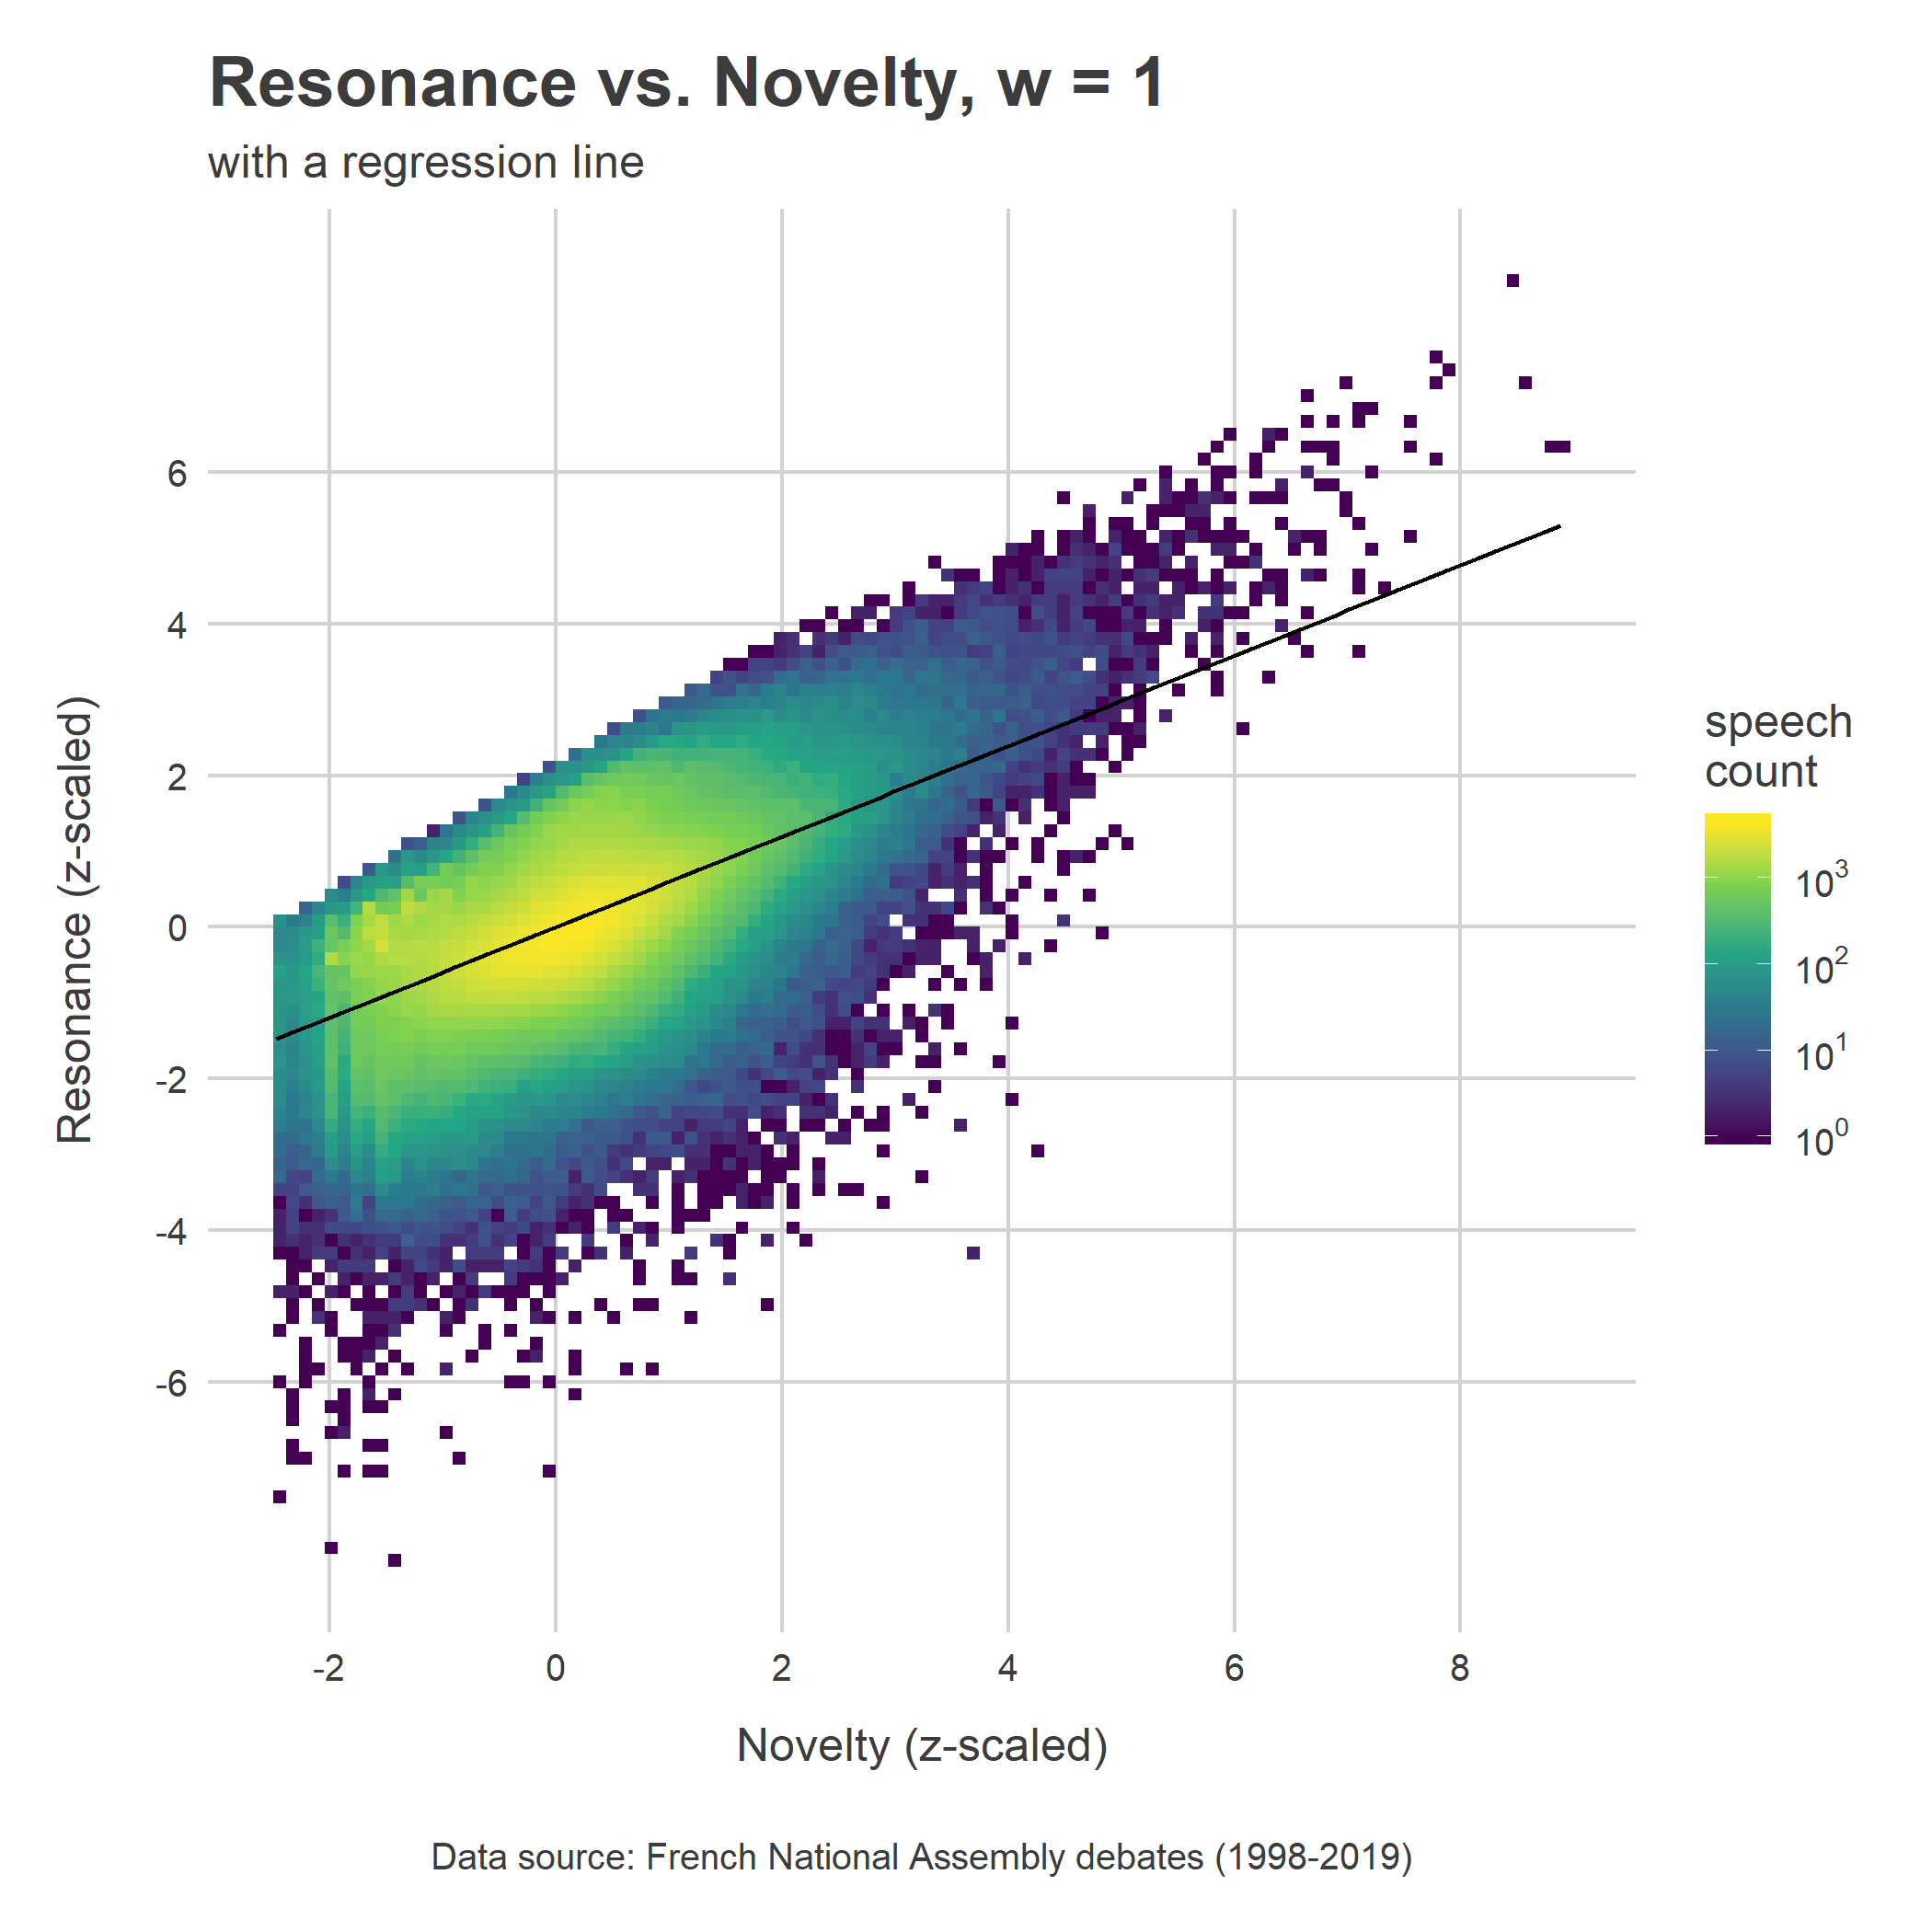 Resonance vs. Novelty, w = 1
with a regression line
Resonance (z-scaled)
6
4
2
0
-2
-4
-6
-2 0 2 4 6 8
Novelty (z-scaled)
speech
count
10³
10²
10¹
10⁰
Data source: French National Assembly debates (1998-2019)